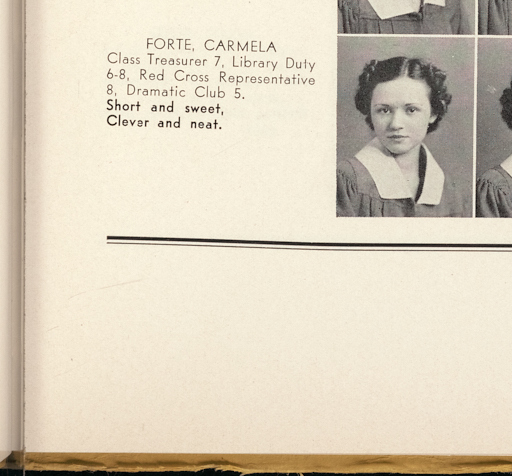 FORTE, CARMELA
Class Treasurer 7, Library Duty
6-8, Red Cross Representative
8, Dramatic Club 5.
Short and sweet,
Clever and neat.